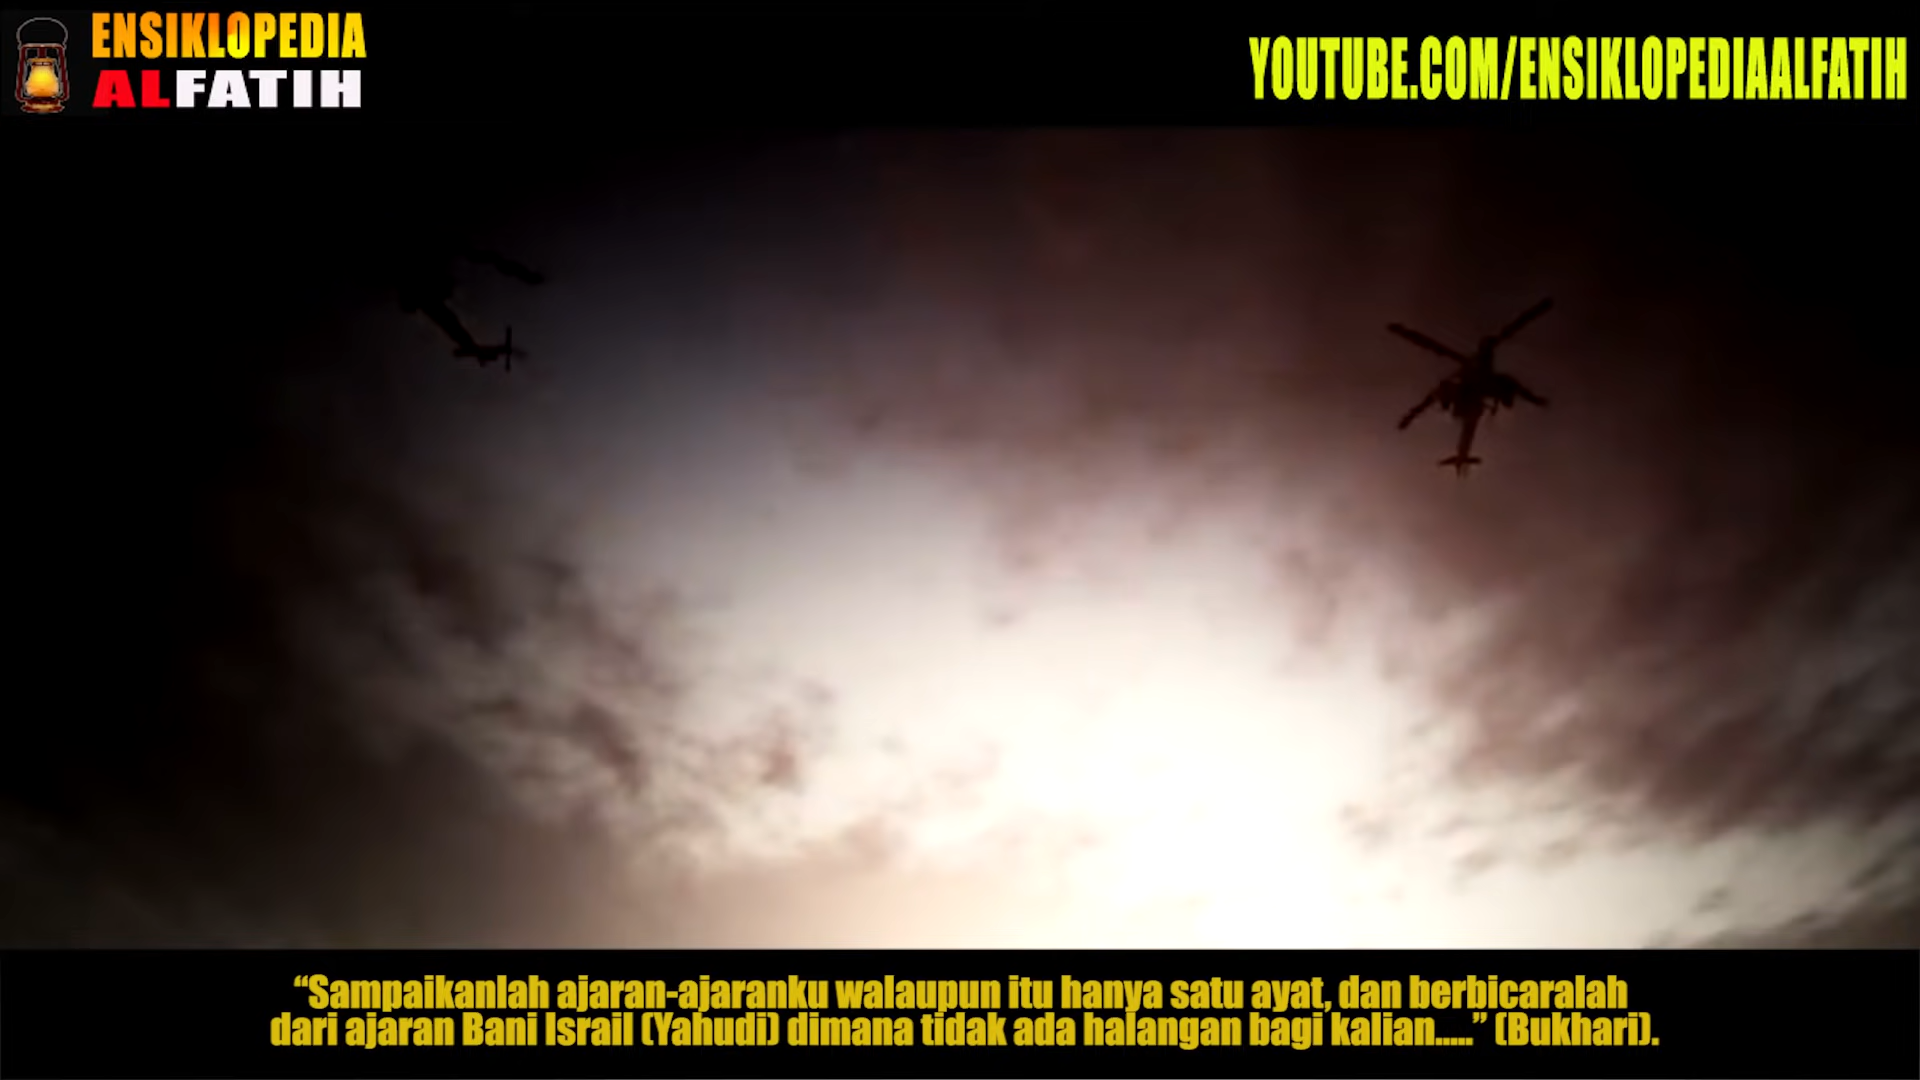 ENSIKLOPEDIA
ALFATIH
YOUTUBE.COM/ENSIKLOPEDIAALFATIH
“Sampaikanlah ajaran-ajaranku walaupun itu hanya satu ayat, dan berbicaralah
dari ajaran Bani Israil (Yahudi) dimana tidak ada halangan bagi kalian.....” (Bukhari).